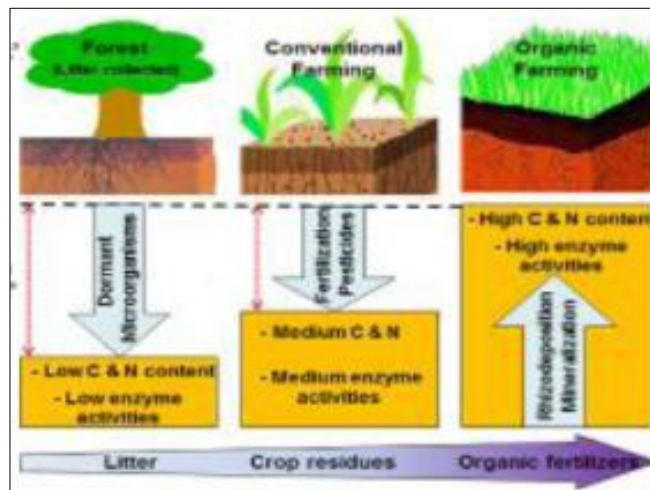 Forest
(Litter collected)
Conventional
Farming
Organic
Farming
Dormant
Microorganisms
Fertilization
Pesticides
- High C & N content
- High enzyme
activities
Rhizodeposition
Mineralization
- Low C & N content
- Low enzyme
activities
- Medium C & N
- Medium enzyme
activities
Litter
Crop residues
Organic fertilizers